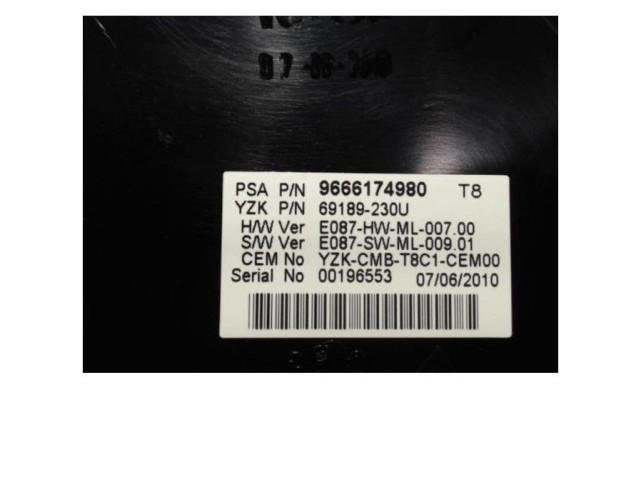 07-06-2010
PSA P/N 9666174980 T8
YZK P/N 69189-230U
H/W Ver E087-HW-ML-007.00
S/W Ver E087-SW-ML-009.01
CEM No YZK-CMB-T8C1-CEM00
Serial No 00196553 07/06/2010